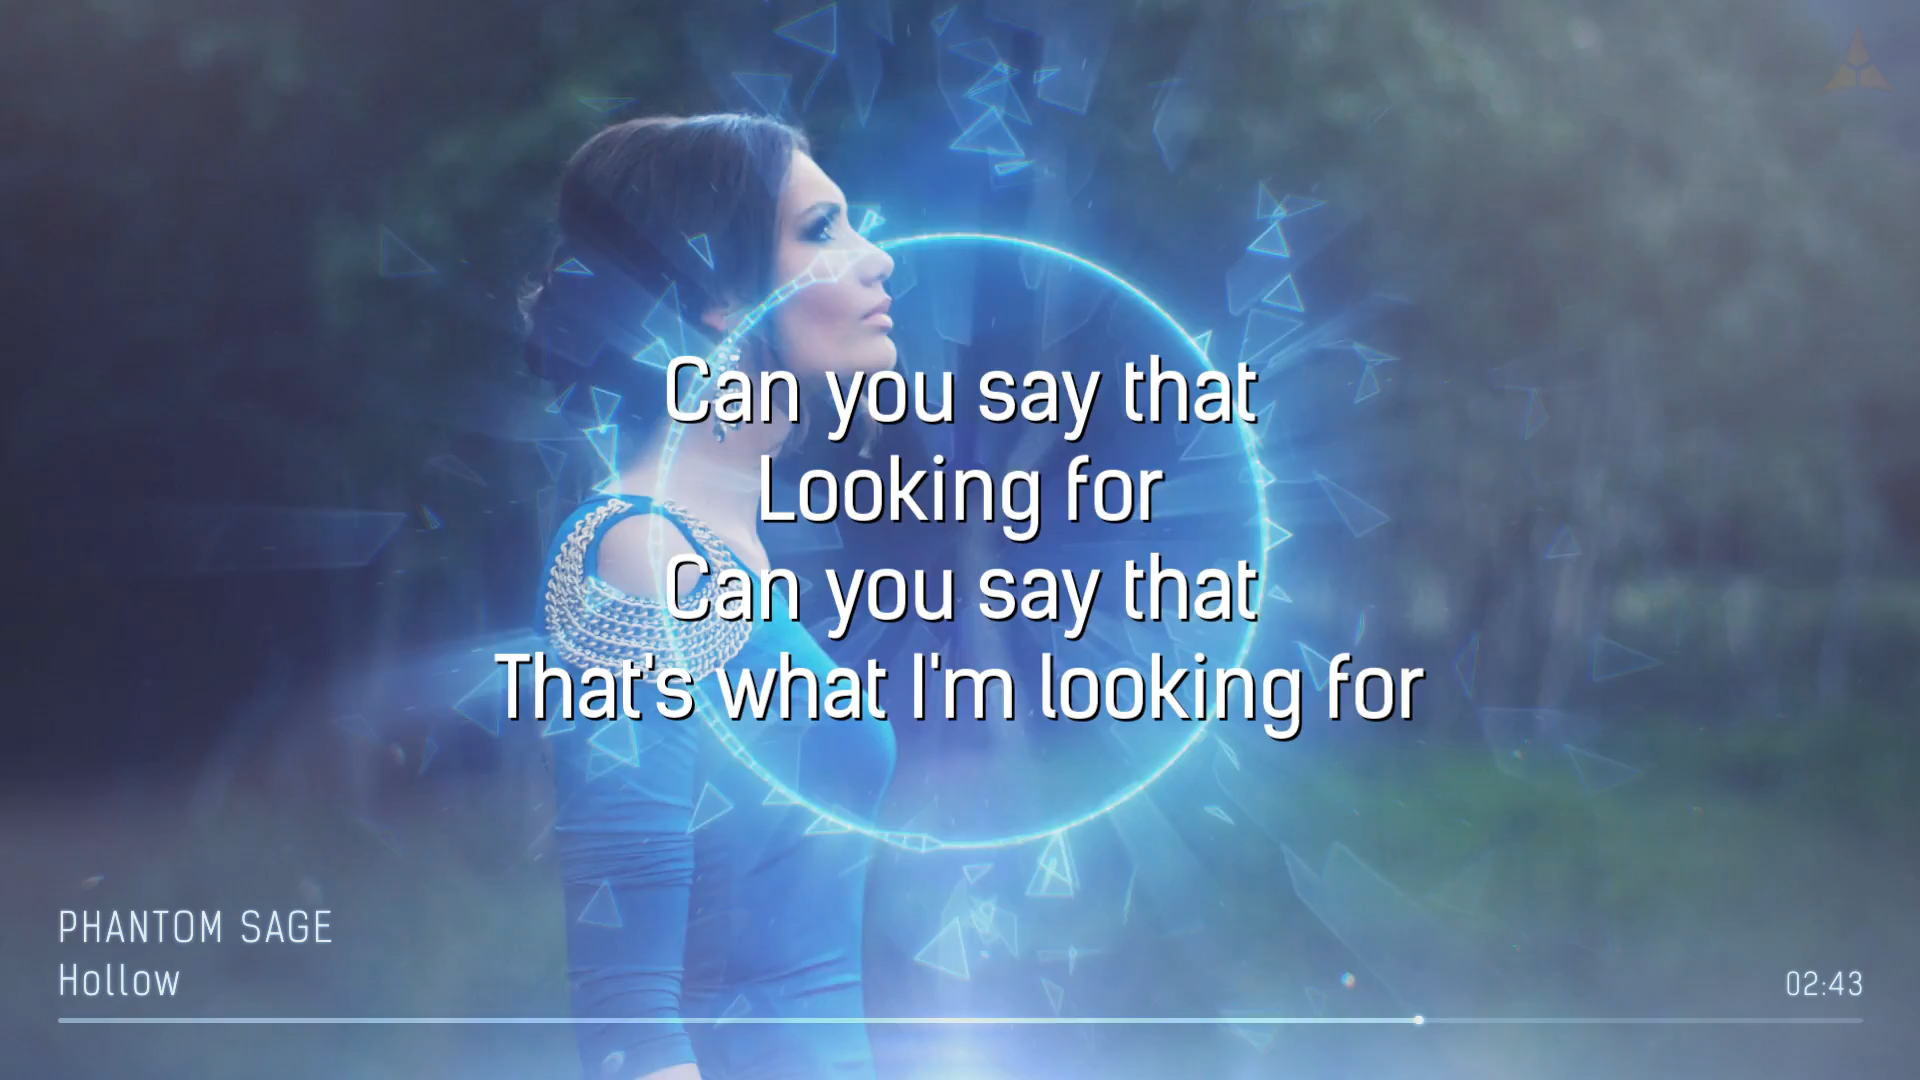 Can you say that
Looking for
Can you say that
That's what I'm looking for
PHANTOM SAGE
Hollow
02:43